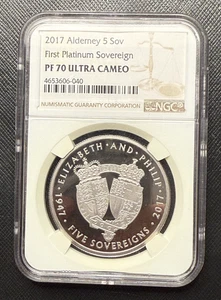 2017 Alderney 5 Sov
First Platinum Sovereign
PF 70 ULTRA CAMEO
4653606-040
NUMISMATIC GUARANTY CORPORATION
NGC
ELIZABETH · AND · PHILIP
1947 · FIVE SOVEREIGNS · 2017